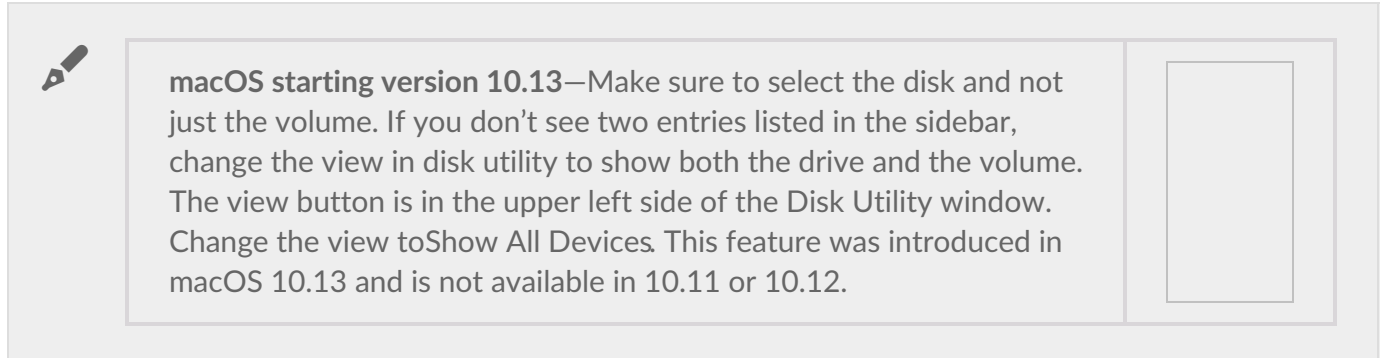 macOS starting version 10.13—Make sure to select the disk and not
just the volume. If you don’t see two entries listed in the sidebar,
change the view in disk utility to show both the drive and the volume.
The view button is in the upper left side of the Disk Utility window.
Change the view toShow All Devices. This feature was introduced in
macOS 10.13 and is not available in 10.11 or 10.12.